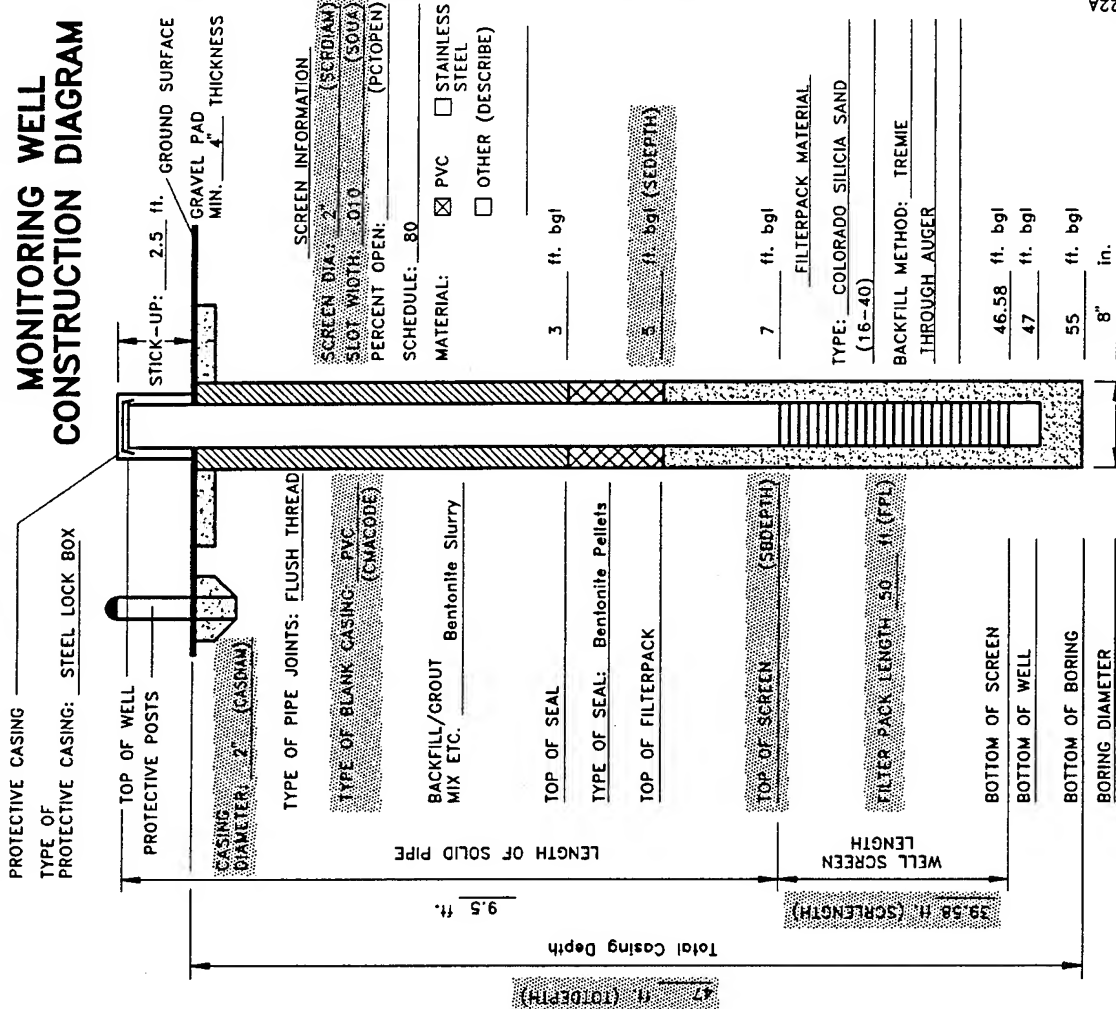 MONITORING WELL
CONSTRUCTION DIAGRAM
PROTECTIVE CASING
TYPE OF
PROTECTIVE CASING: STEEL LOCK BOX
TOP OF WELL
PROTECTIVE POSTS
STICK-UP: 2.5 ft.
GROUND SURFACE
GRAVEL PAD
MIN. 4" THICKNESS
CASING
DIAMETER: 2" (CASDIAM)
TYPE OF PIPE JOINTS: FLUSH THREAD
TYPE OF BLANK CASING: PVC
(CMACODE)
BACKFILL/GROUT
MIX ETC. Bentonite Slurry
SCREEN INFORMATION
SCREEN DIA.: 2" (SCRDIAM)
SLOT WIDTH: .010 (SOUA)
PERCENT OPEN: (PCTOPEN)
SCHEDULE: 80
MATERIAL: ☒ PVC ☐ STAINLESS
STEEL
☐ OTHER (DESCRIBE)
TOP OF SEAL 3 ft. bgl
TYPE OF SEAL: Bentonite Pellets
TOP OF FILTERPACK 5 ft. bgl (SEDEPTH)
TOP OF SCREEN (SBDEPTH) 7 ft. bgl
FILTERPACK MATERIAL
TYPE: COLORADO SILICIA SAND
(16-40)
BACKFILL METHOD: TREMIE
THROUGH AUGER
FILTER PACK LENGTH 50 ft (FPL)
BOTTOM OF SCREEN 46.58 ft. bgl
BOTTOM OF WELL 47 ft. bgl
BOTTOM OF BORING 55 ft. bgl
BORING DIAMETER 8" in.
LENGTH OF SOLID PIPE
9.5 ft.
WELL SCREEN
LENGTH
39.58 ft. (SCRLENGTH)
Total Casing Depth
47 ft (TOTDEPTH)
22A